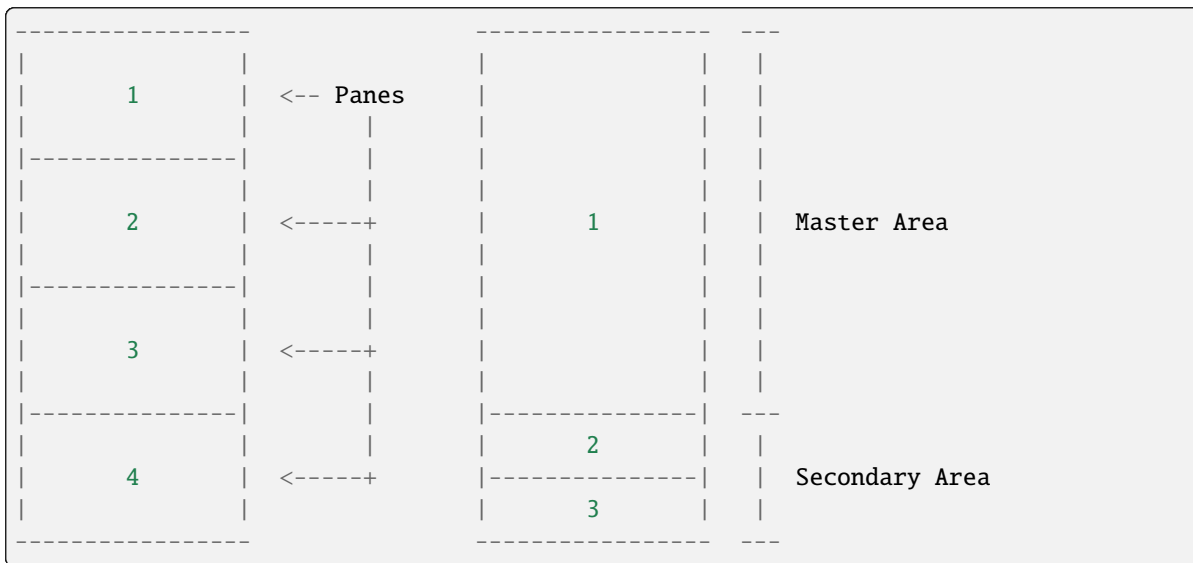 -----------------                         -----------------   ---
|               |                         |               |    |
|       1       |  <-- Panes              |               |    |
|               |        |                |               |    |
|---------------|        |                |               |    |
|               |        |                |               |    |
|       2       |  <-----+                |       1       |    |  Master Area
|               |        |                |               |    |
|               |        |                |               |    |
|---------------|        |                |               |    |
|               |        |                |               |    |
|       3       |  <-----+                |               |    |
|               |        |                |               |    |
|---------------|        |                |---------------|   ---
|               |        |                |       2       |    |
|       4       |  <-----+                |---------------|    |  Secondary Area
|               |                         |       3       |    |
-----------------                         -----------------   ---